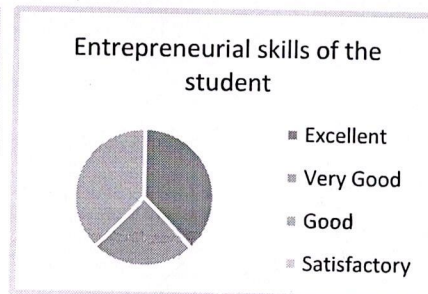 Entrepreneurial skills of the
student
Excellent
Very Good
Good
Satisfactory